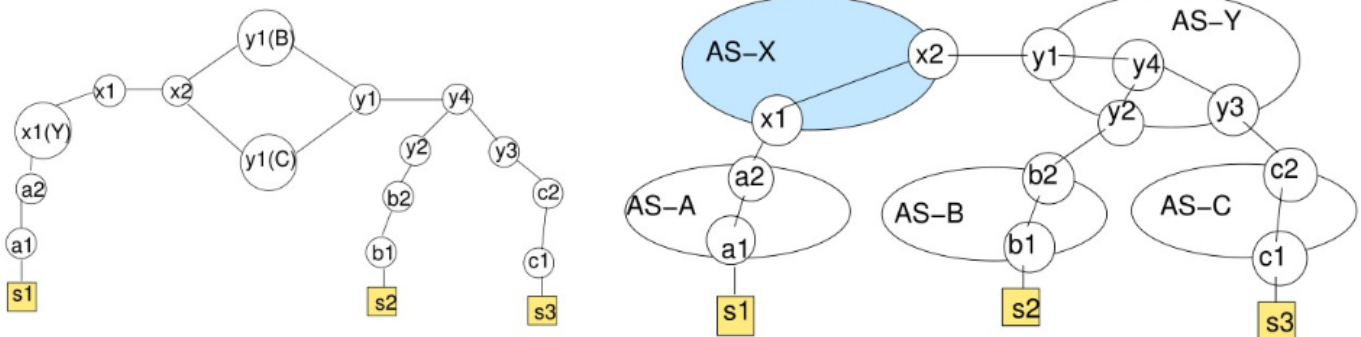 y1(B)
x1
x2
y1
y4
x1(Y)
y1(C)
y2
y3
a2
b2
c2
a1
b1
c1
s1
s2
s3
AS–X
AS–Y
x2
y1
y4
x1
y2
y3
a2
b2
c2
AS–A
AS–B
AS–C
a1
b1
c1
s1
s2
s3